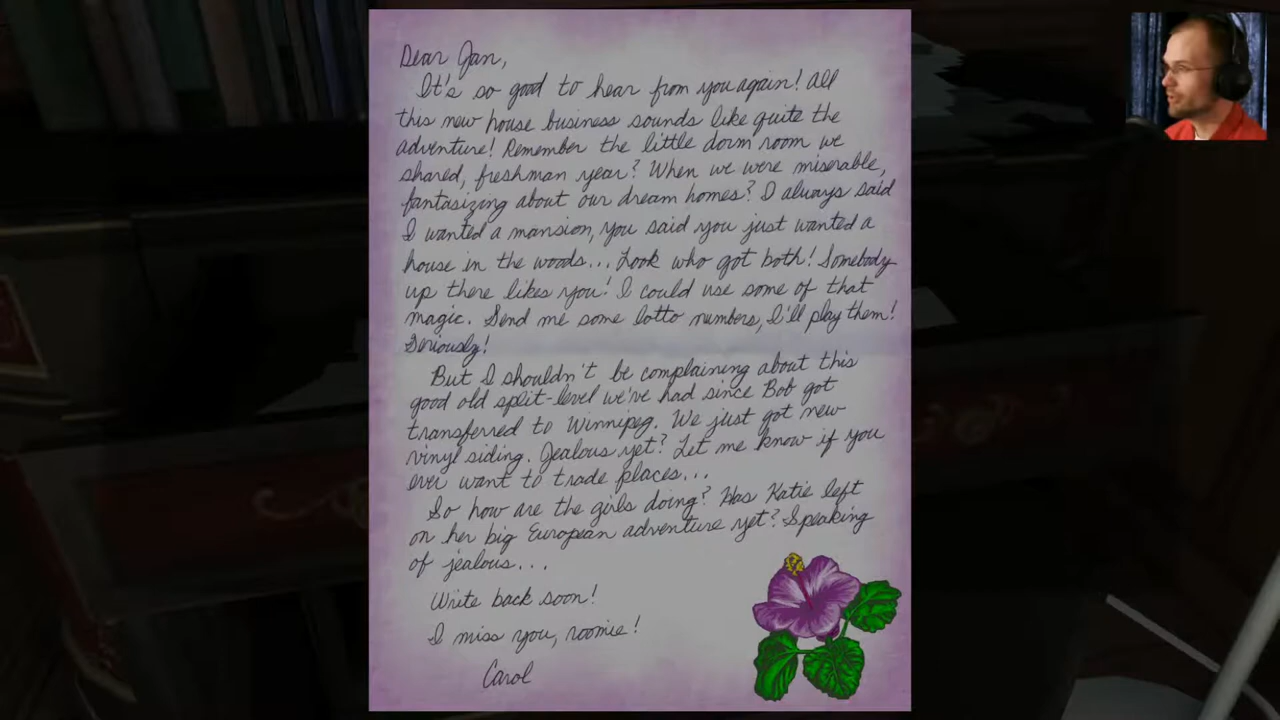 Dear Jan,
It's so good to hear from you again! All
this new house business sounds like quite the
adventure! Remember the little dorm room we
shared, freshman year? When we were miserable,
fantasizing about our dream homes? I always said
I wanted a mansion, you said you just wanted a
house in the woods... Look who got both! Somebody
up there likes you! I could use some of that
magic. Send me some lotto numbers, I'll play them!
Seriously!
But I shouldn't be complaining about this
good old split-level we've had since Bob got
transferred to Winnipeg. We just got new
vinyl siding. Jealous yet? Let me know if you
ever want to trade places...
So how are the girls doing? Has Katie left
on her big European adventure yet? Speaking
of jealous...
Write back soon!
I miss you, roomie!
Carol